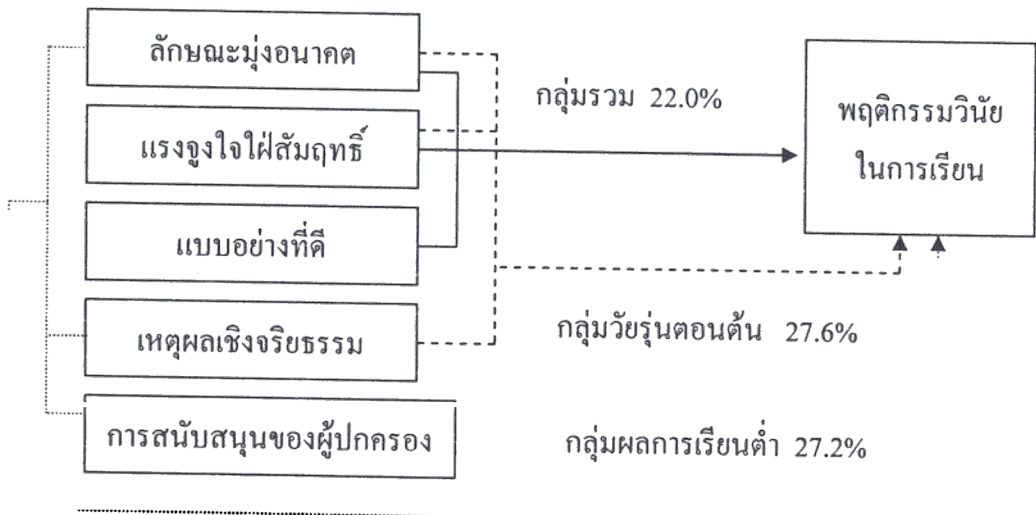 ลักษณะมุ่งอนาคต
แรงจูงใจใฝ่สัมฤทธิ์
แบบอย่างที่ดี
เหตุผลเชิงจริยธรรม
การสนับสนุนของผู้ปกครอง
กลุ่มรวม 22.0%
พฤติกรรมวินัย
ในการเรียน
กลุ่มวัยรุ่นตอนต้น 27.6%
กลุ่มผลการเรียนต่ำ 27.2%